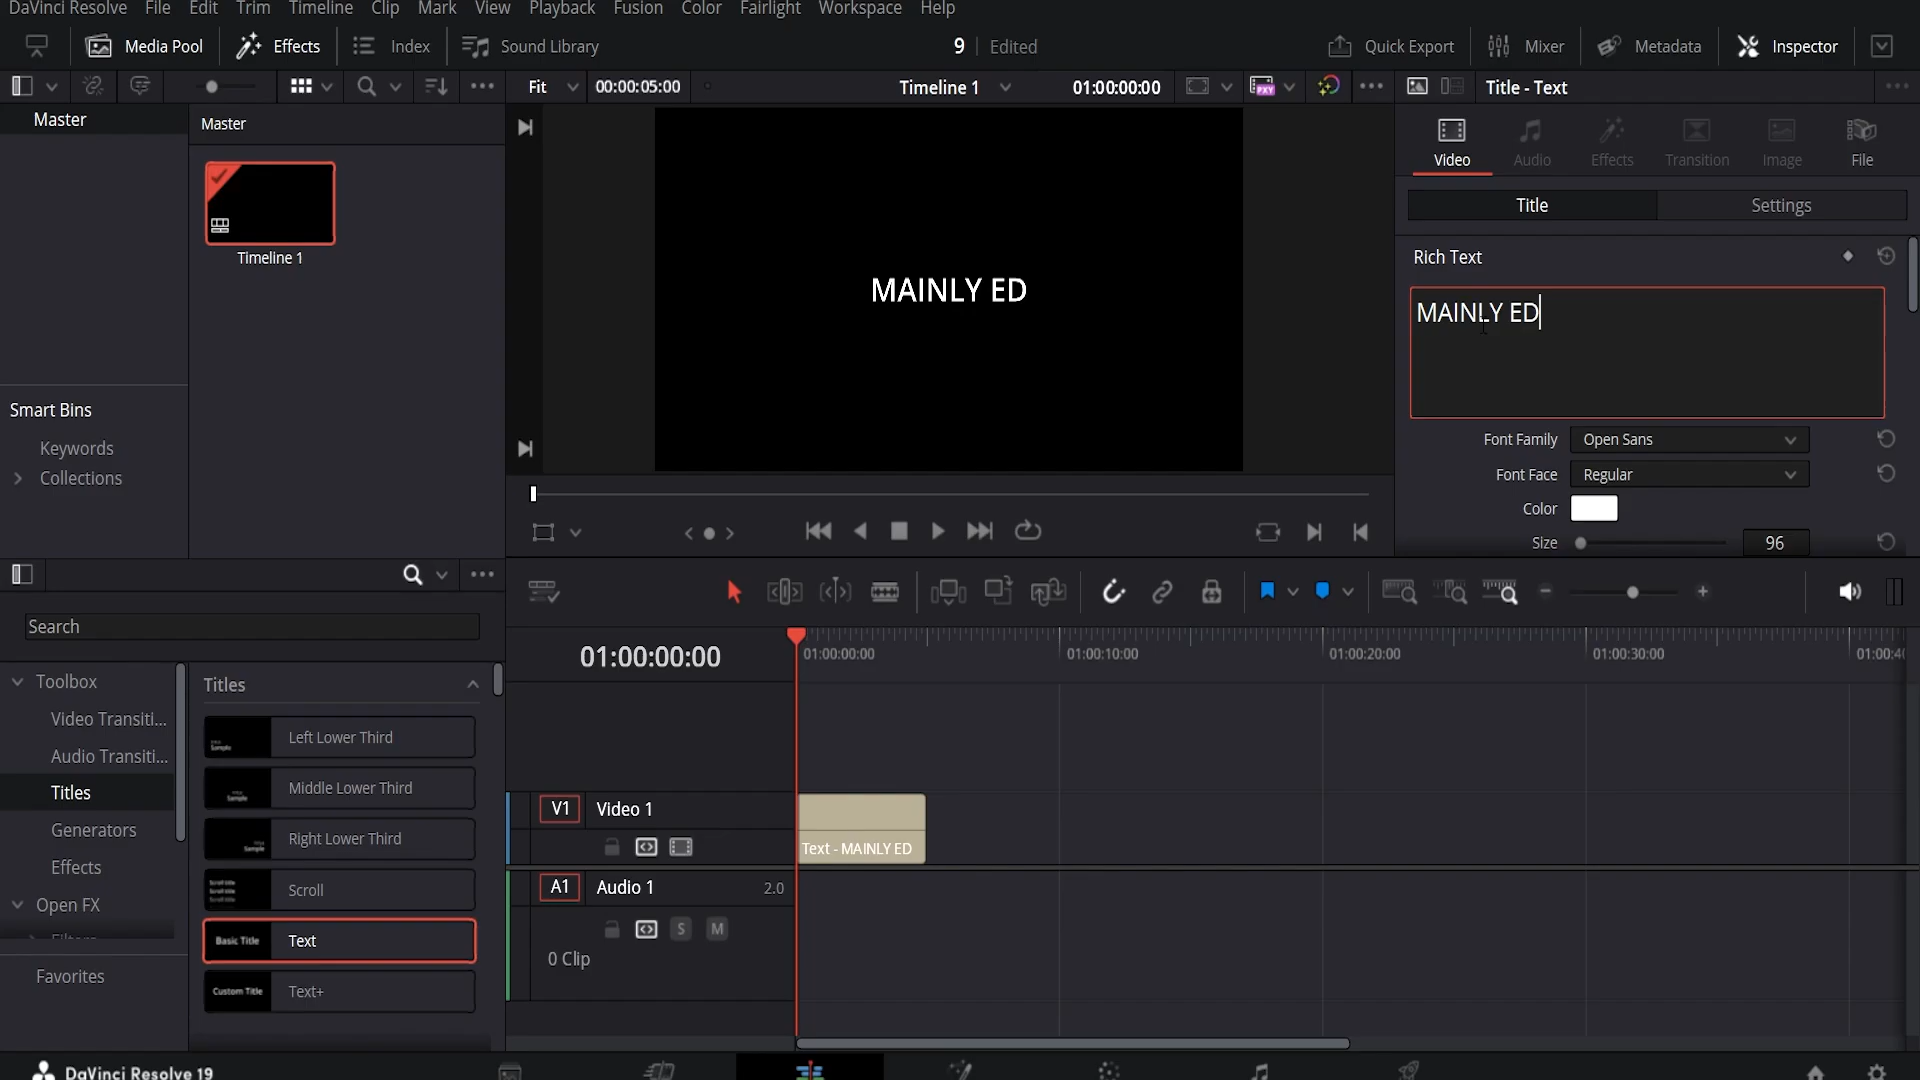 DaVinci Resolve File Edit Trim Timeline Clip Mark View Playback Fusion Color Fairlight Workspace Help
Media Pool Effects Index Sound Library 9 Edited Quick Export Mixer Metadata Inspector
Fit 00:00:05:00 Timeline 1 01:00:00:00 PXY Title - Text
Master
Master
Timeline 1
Smart Bins
Keywords
Collections
MAINLY ED
Video Audio Effects Transition Image File
Title Settings
Rich Text
MAINLY ED
Font Family Open Sans
Font Face Regular
Color
Size 96
Search
Toolbox
Video Transiti...
Audio Transiti...
Titles
Generators
Effects
Open FX
Favorites
Titles
Left Lower Third
Middle Lower Third
Right Lower Third
Scroll
Basic Title Text
Custom Title Text+
01:00:00:00
01:00:00:00 01:00:10:00 01:00:20:00 01:00:30:00 01:00:4
V1 Video 1
Text - MAINLY ED
A1 Audio 1 2.0
S M
0 Clip
DaVinci Resolve 19